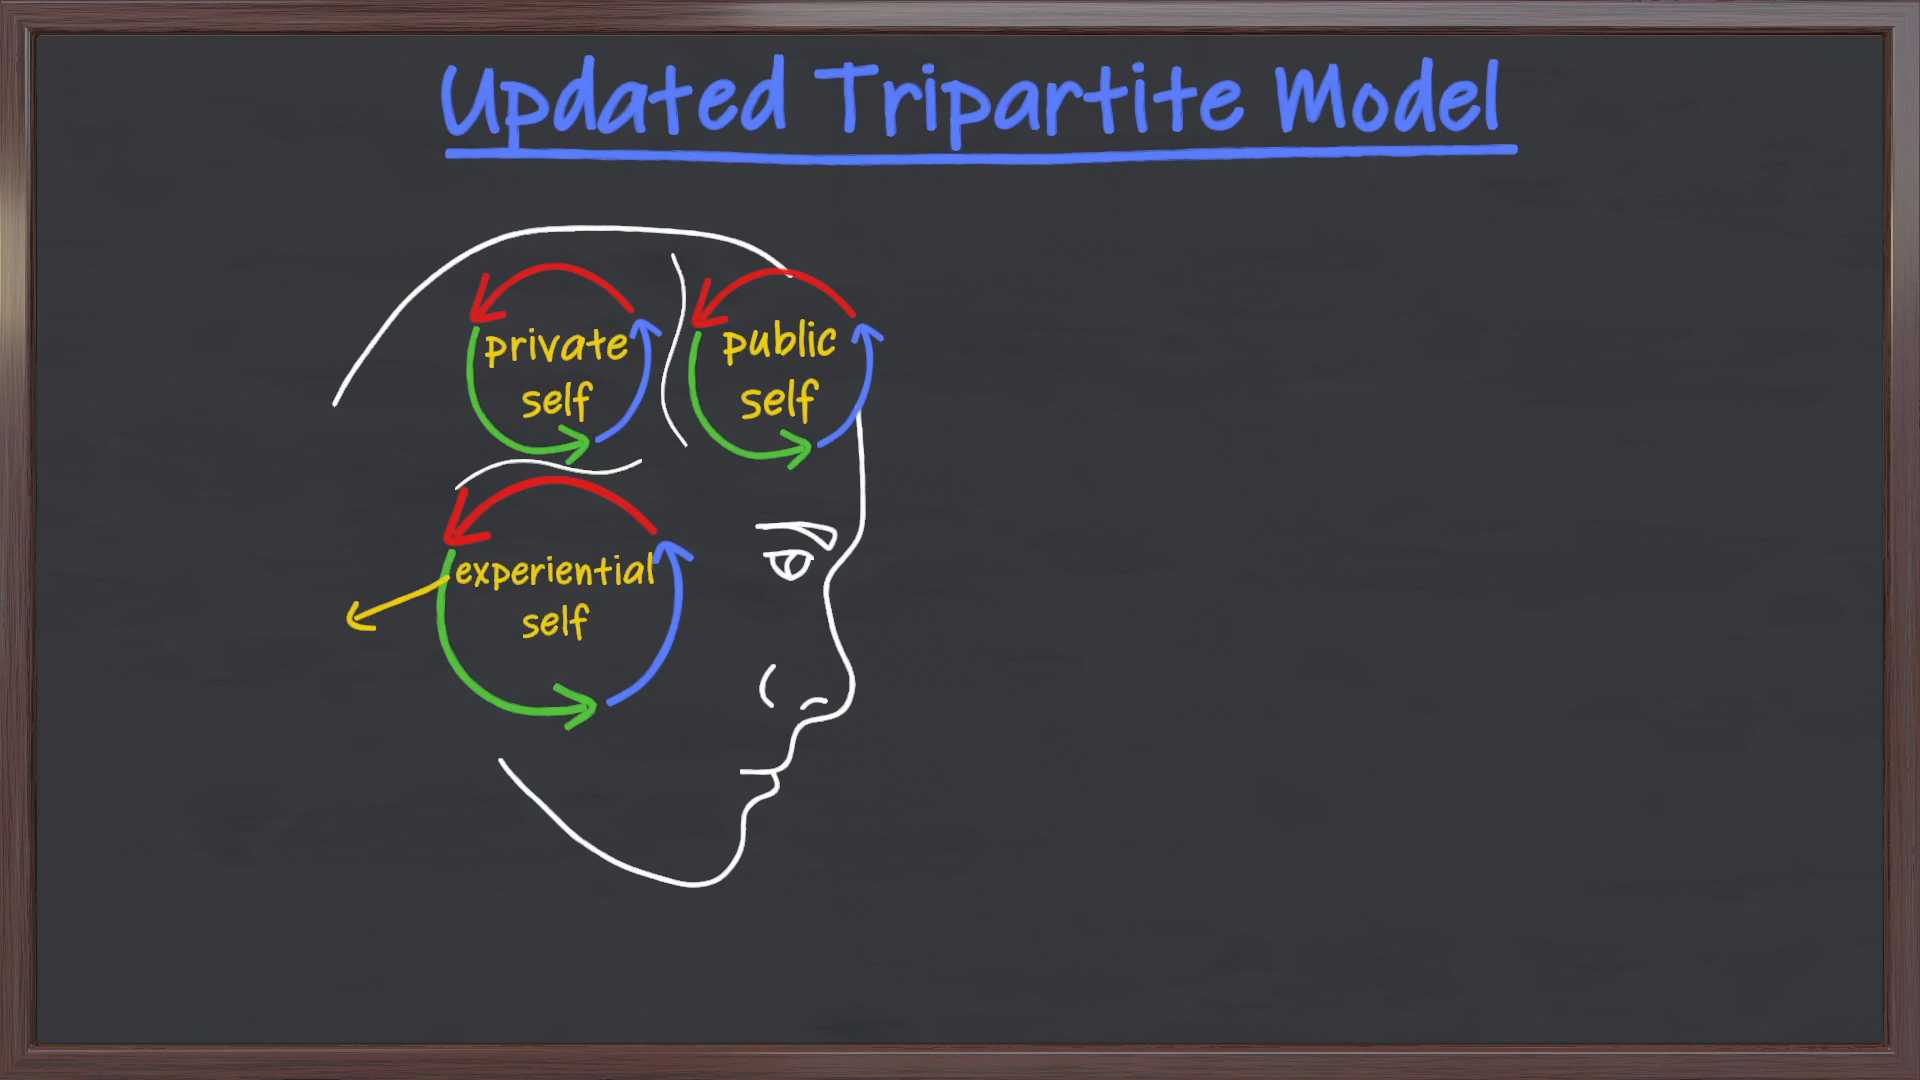 Updated Tripartite Model
private
self
public
self
experiential
self